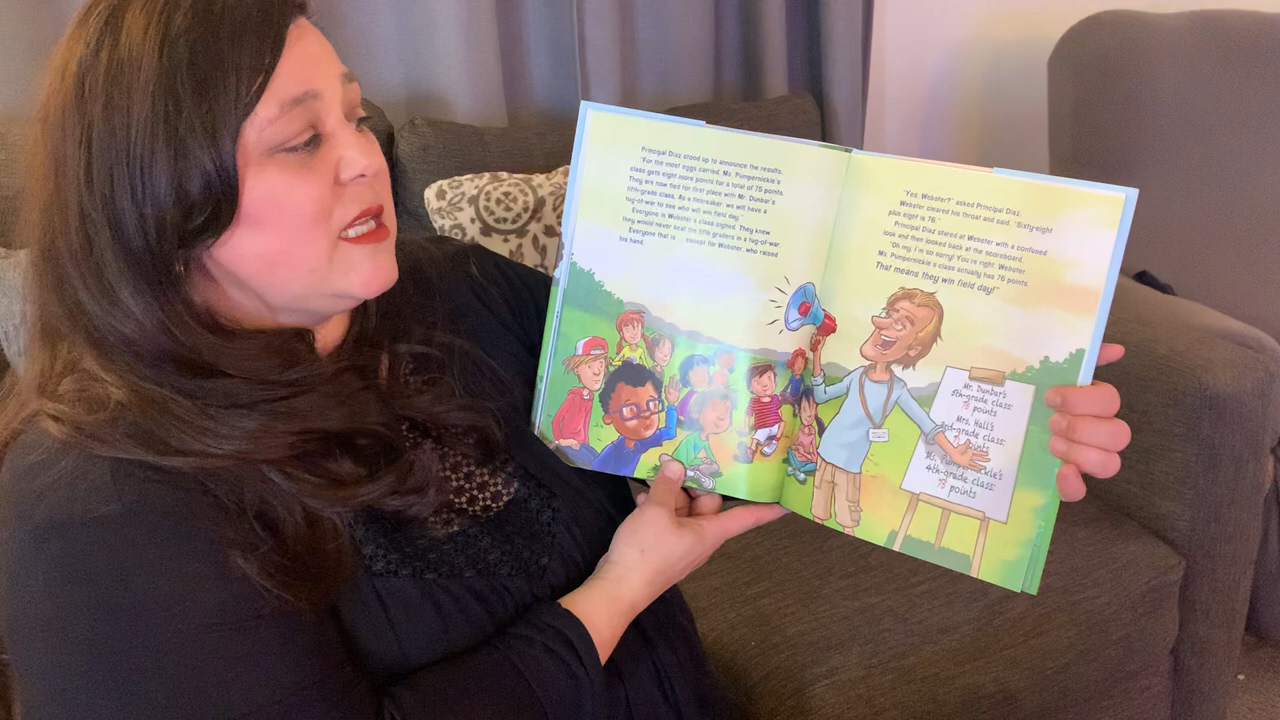 Principal Diaz stood up to announce the results.
"For the most eggs carried, Ms. Pumpernickle's
class gets eight more points for a total of 75 points.
They are now tied for first place with Mr. Dunbar's
fifth-grade class. As a tiebreaker, we will have a
tug-of-war to see who will win field day."
Everyone in Webster's class sighed. They knew
they would never beat the fifth graders in a tug-of-war.
Everyone that is... except for Webster, who raised
his hand.
"Yes, Webster?" asked Principal Diaz.
Webster cleared his throat and said, "Sixty-eight
plus eight is 76."
Principal Diaz stared at Webster with a confused
look and then looked back at the scoreboard.
"Oh my, I'm so sorry! You're right, Webster.
Ms. Pumpernickle's class actually has 76 points.
That means they win field day!"
Mr. Dunbar's
5th-grade class:
75 points
Mrs. Hall's
3rd-grade class:
points
Ms.
4th-grade class:
75 points